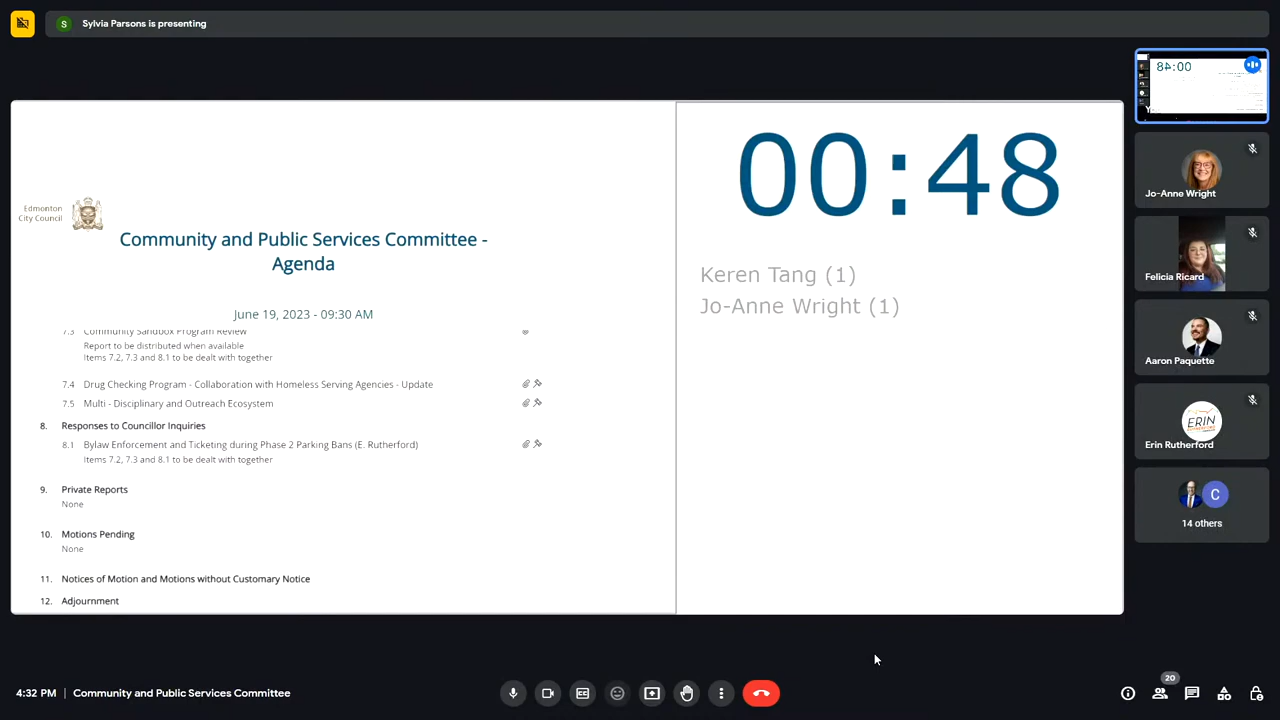 S Sylvia Parsons is presenting
00:48
Jo-Anne Wright
Felicia Ricard
Aaron Paquette
ERIN
Erin Rutherford
C
14 others
Edmonton
City Council
Community and Public Services Committee -
Agenda
June 19, 2023 - 09:30 AM
7.3 Community Sandbox Program Review
Report to be distributed when available
Items 7.2, 7.3 and 8.1 to be dealt with together
7.4 Drug Checking Program - Collaboration with Homeless Serving Agencies - Update
7.5 Multi - Disciplinary and Outreach Ecosystem
8. Responses to Councillor Inquiries
8.1 Bylaw Enforcement and Ticketing during Phase 2 Parking Bans (E. Rutherford)
Items 7.2, 7.3 and 8.1 to be dealt with together
9. Private Reports
None
10. Motions Pending
None
11. Notices of Motion and Motions without Customary Notice
12. Adjournment
00:48
Keren Tang (1)
Jo-Anne Wright (1)
4:32 PM | Community and Public Services Committee
20